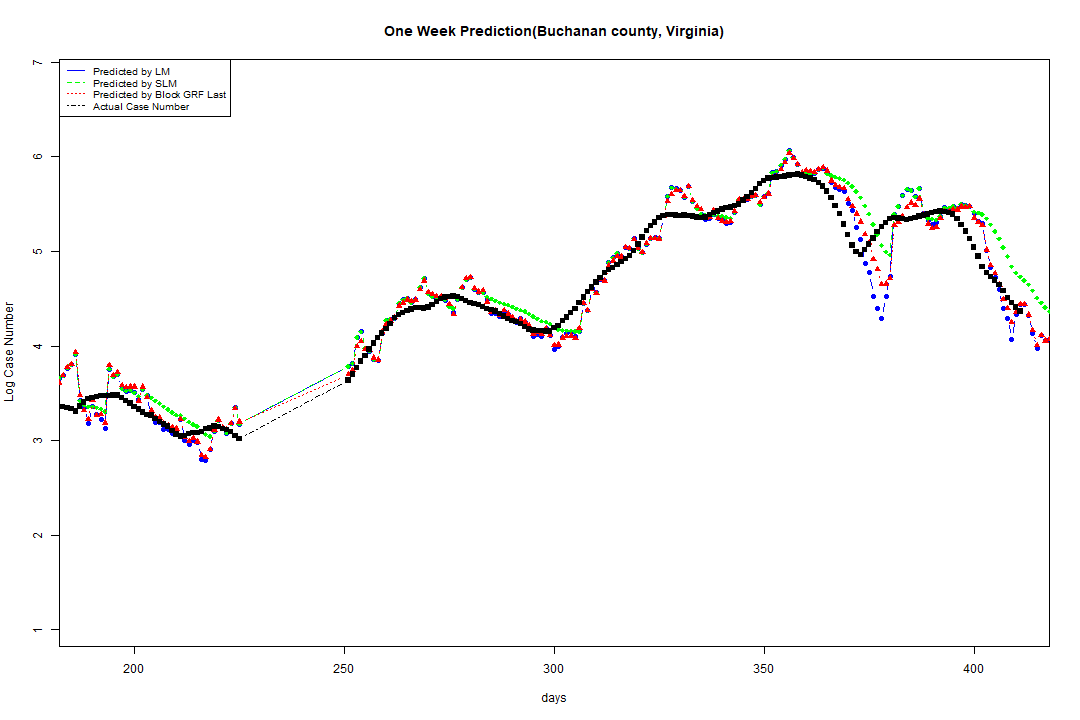 One Week Prediction(Buchanan county, Virginia)
Predicted by LM
Predicted by SLM
Predicted by Block GRF Last
Actual Case Number
7
6
5
4
3
2
1
Log Case Number
200 250 300 350 400
days